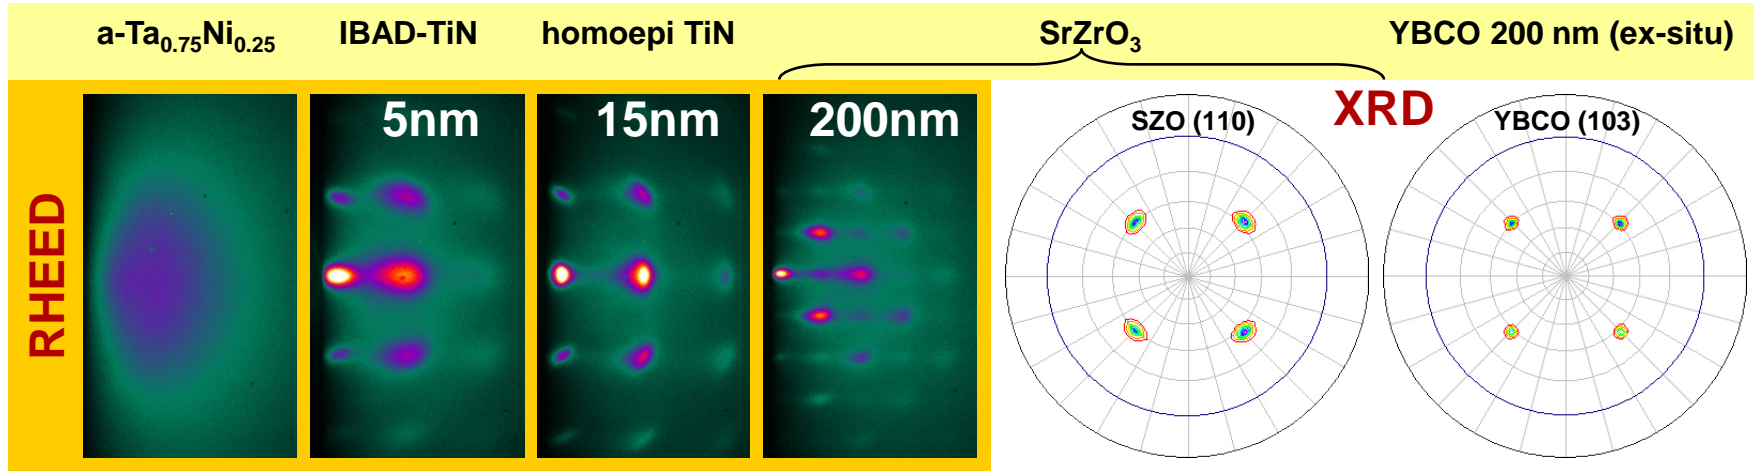 a-Ta0.75Ni0.25 IBAD-TiN homoepi TiN SrZrO3 YBCO 200 nm (ex-situ)
RHEED
5nm 15nm 200nm
XRD
SZO (110) YBCO (103)